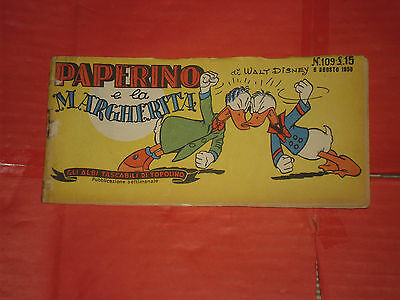 PAPERINO
e la
MARGHERITA
di WALT DISNEY
N.109-L.15
6 AGOSTO 1950
GLI ALBI TASCABILI DI TOPOLINO
Pubblicazione settimanale